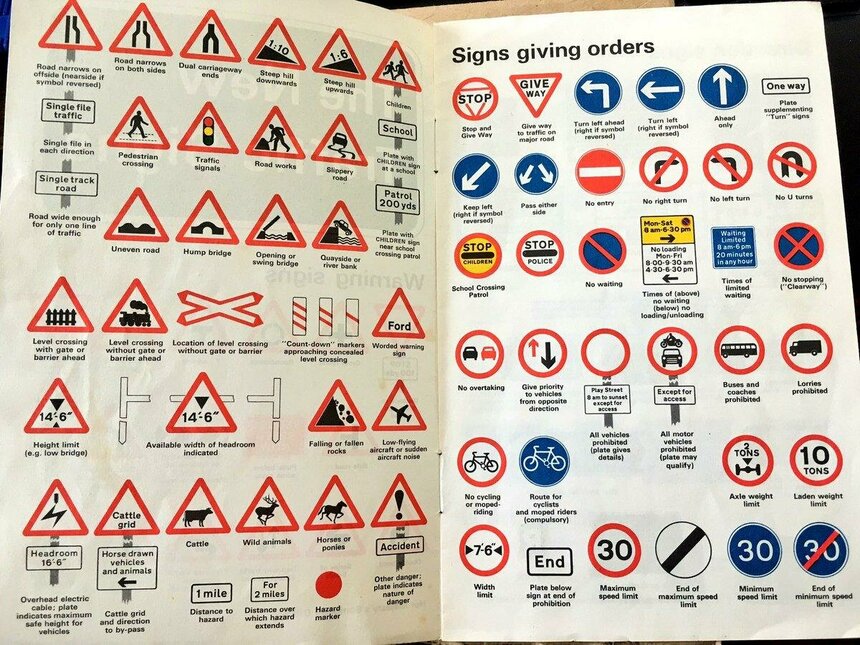 Road narrows on
offside (nearside if
symbol reversed)
Road narrows
on both sides
Dual carriageway
ends
1:10
Steep hill
downwards
1:6
Steep hill
upwards
Children
Single file
traffic
Single file in
each direction
Pedestrian
crossing
Traffic
signals
Road works
Slippery
road
School
Plate with
CHILDREN sign
at a school
Single track
road
Road wide enough
for only one line
of traffic
Uneven road
Hump bridge
Opening or
swing bridge
Quayside or
river bank
Patrol
200 yds
Plate with
CHILDREN sign
near school
crossing patrol
Level crossing
with gate or
barrier ahead
Level crossing
without gate or
barrier ahead
Location of level crossing
without gate or barrier
"Count-down" markers
approaching concealed
level crossing
Ford
Worded warning
sign
14'-6"
Height limit
(e.g. low bridge)
14'-6"
Available width of headroom
indicated
Falling or fallen
rocks
Low-flying
aircraft or sudden
aircraft noise
Headroom
16'-6"
Overhead electric
cable; plate
indicates maximum
safe height for
vehicles
Cattle
grid
Horse drawn
vehicles
and animals
Cattle grid
and direction
to by-pass
Cattle
Wild animals
Horses or
ponies
!
Accident
Other danger;
plate indicates
nature of
danger
1 mile
Distance to
hazard
For
2 miles
Distance over
which hazard
extends
Hazard
marker
Signs giving orders
STOP
Stop and
Give Way
GIVE
WAY
Give way
to traffic on
major road
Turn left ahead
(right if symbol
reversed)
Turn left
(right if symbol
reversed)
Ahead
only
One way
Plate
supplementing
"Turn" signs
Keep left
(right if symbol
reversed)
Pass either
side
No entry
No right turn
No left turn
No U turns
STOP
CHILDREN
School Crossing
Patrol
STOP
POLICE
No waiting
Mon-Sat
8 am-6·30 pm
No loading
Mon-Fri
8·00-9·30 am
4·30-6·30 pm
Times of (above)
no waiting
(below) no
loading/unloading
Waiting
Limited
8 am-6 pm
20 minutes
in any hour
Times of
limited
waiting
No stopping
("Clearway")
No overtaking
Give priority
to vehicles
from opposite
direction
Play Street
8 am to sunset
except for
access
All vehicles
prohibited
(plate gives
details)
Except for
access
All motor
vehicles
prohibited
(plate may
qualify)
Buses and
coaches
prohibited
Lorries
prohibited
No cycling
or moped-
riding
Route for
cyclists
and moped riders
(compulsory)
2
TONS
Axle weight
limit
10
TONS
Laden weight
limit
7'-6"
Width
limit
End
Plate below
sign at end of
prohibition
30
Maximum
speed limit
End of
maximum speed
limit
30
Minimum
speed limit
30
End of
minimum speed
limit